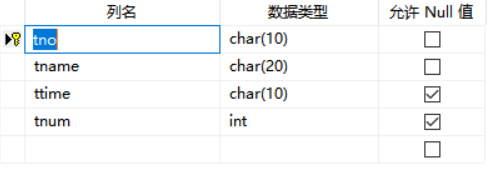 列名 数据类型 允许 Null 值
tno char(10)
tname char(20)
ttime char(10)
tnum int